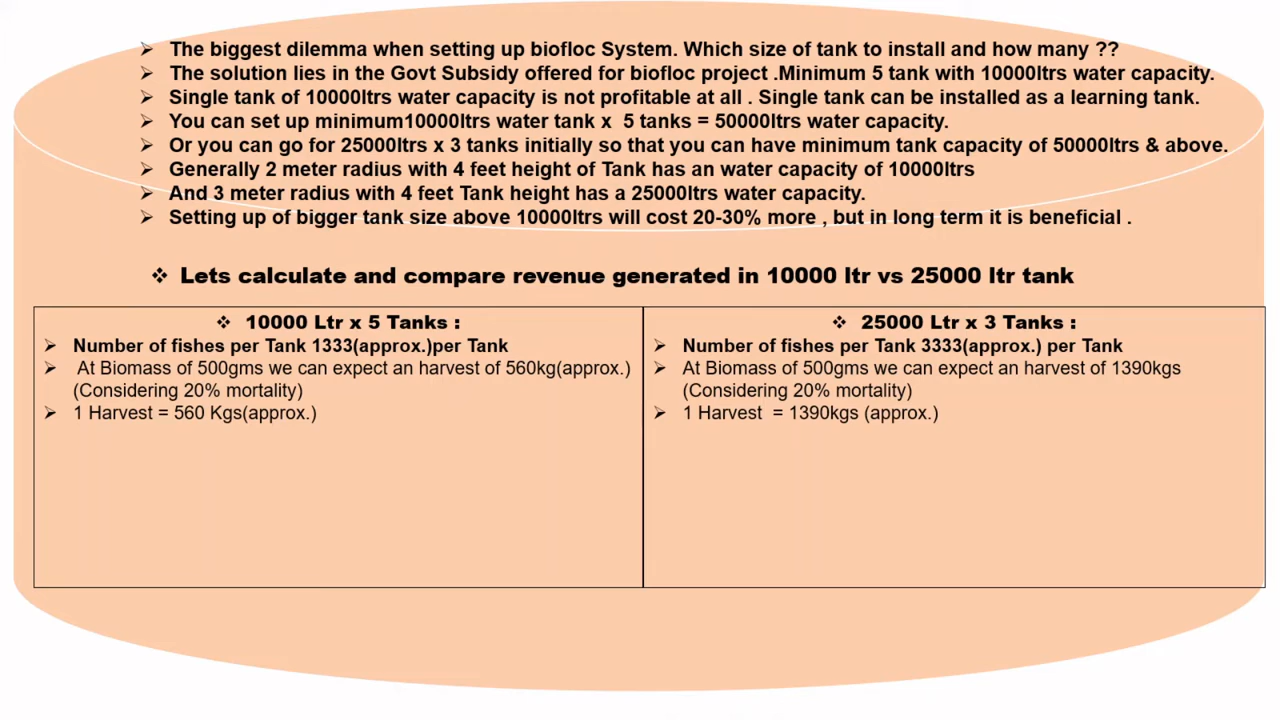 ➢ The biggest dilemma when setting up biofloc System. Which size of tank to install and how many ??
➢ The solution lies in the Govt Subsidy offered for biofloc project .Minimum 5 tank with 10000ltrs water capacity.
➢ Single tank of 10000ltrs water capacity is not profitable at all . Single tank can be installed as a learning tank.
➢ You can set up minimum10000ltrs water tank x 5 tanks = 50000ltrs water capacity.
➢ Or you can go for 25000ltrs x 3 tanks initially so that you can have minimum tank capacity of 50000ltrs & above.
➢ Generally 2 meter radius with 4 feet height of Tank has an water capacity of 10000ltrs
➢ And 3 meter radius with 4 feet Tank height has a 25000ltrs water capacity.
➢ Setting up of bigger tank size above 10000ltrs will cost 20-30% more , but in long term it is beneficial .
❖ Lets calculate and compare revenue generated in 10000 ltr vs 25000 ltr tank
❖ 10000 Ltr x 5 Tanks :
➢ Number of fishes per Tank 1333(approx.)per Tank
➢ At Biomass of 500gms we can expect an harvest of 560kg(approx.)
(Considering 20% mortality)
➢ 1 Harvest = 560 Kgs(approx.)
❖ 25000 Ltr x 3 Tanks :
➢ Number of fishes per Tank 3333(approx.) per Tank
➢ At Biomass of 500gms we can expect an harvest of 1390kgs
(Considering 20% mortality)
➢ 1 Harvest = 1390kgs (approx.)